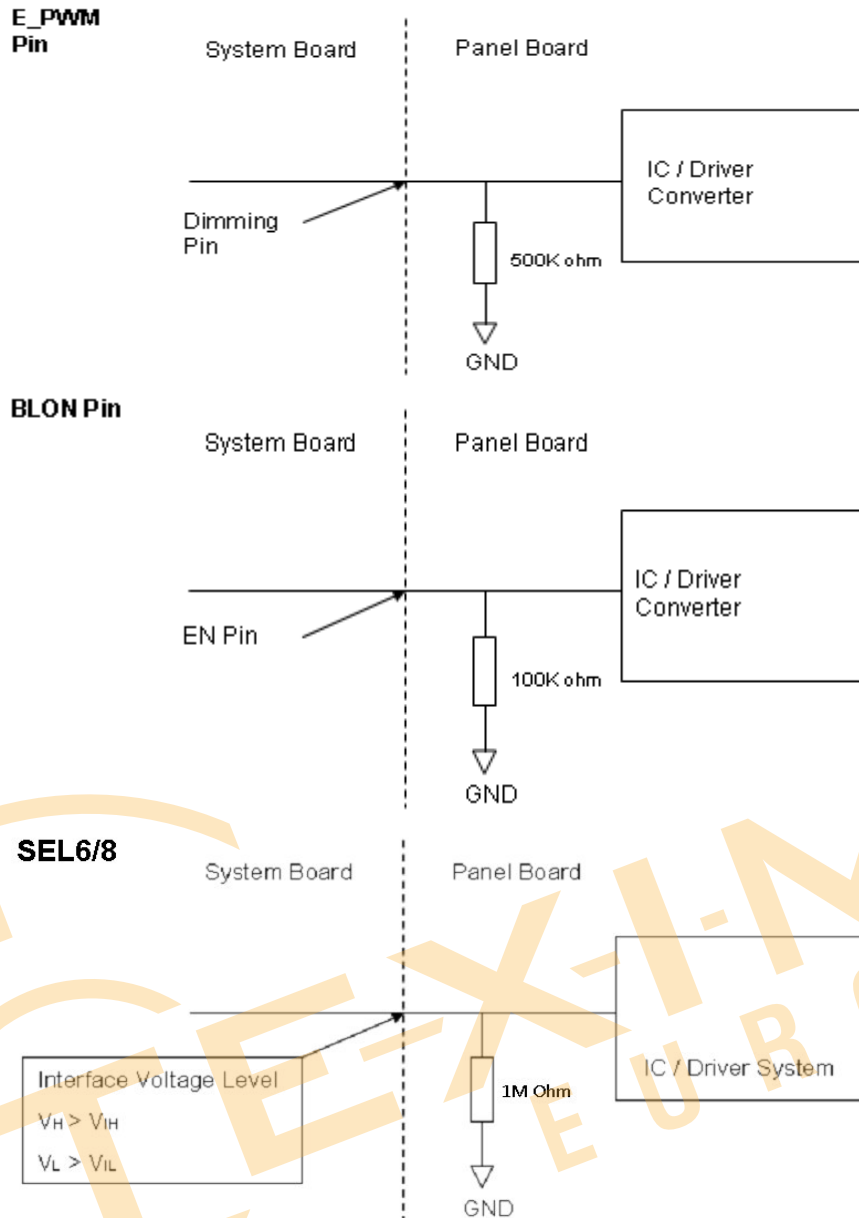 E_PWM
Pin
System Board
Panel Board
IC / Driver
Converter
Dimming
Pin
500K ohm
GND
BLON Pin
System Board
Panel Board
IC / Driver
Converter
EN Pin
100K ohm
GND
SEL6/8
System Board
Panel Board
IC / Driver System
Interface Voltage Level
VH > VIH
VL > VIL
1M Ohm
GND
TEXIM
EURO